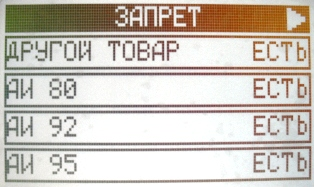 ЗАПРЕТ
ДРУГОЙ ТОВАР ЕСТЬ
АИ 80 ЕСТЬ
АИ 92 ЕСТЬ
АИ 95 ЕСТЬ